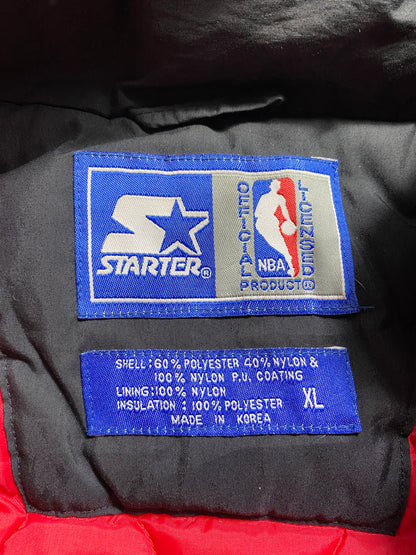 STARTER®
OFFICIAL
LICENSED
NBA
PRODUCT®
SHELL: 60% POLYESTER 40% NYLON &
100% NYLON P.U. COATING
LINING: 100% NYLON
INSULATION: 100% POLYESTER
MADE IN KOREA
XL